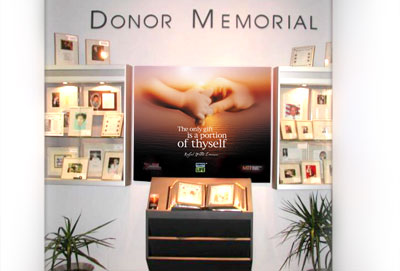 DONOR MEMORIAL
The only gift
is a portion
of thyself